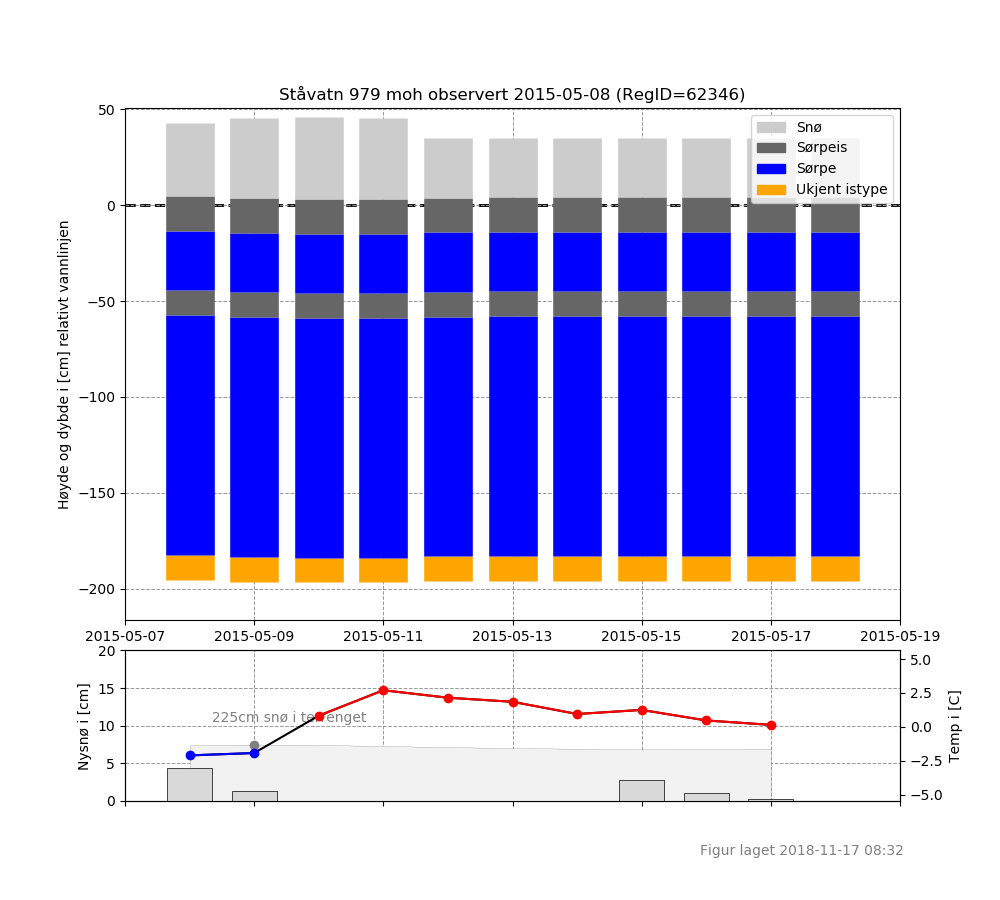 Ståvatn 979 moh observert 2015-05-08 (RegID=62346)
Høyde og dybde i [cm] relativt vannlinjen
50
0
−50
−100
−150
−200
Snø
Sørpeis
Sørpe
Ukjent istype
2015-05-07
2015-05-09
2015-05-11
2015-05-13
2015-05-15
2015-05-17
2015-05-19
Nysnø i [cm]
20
15
10
5
0
225cm snø i terrenget
5.0
2.5
0.0
−2.5
−5.0
Temp i [C]
Figur laget 2018-11-17 08:32